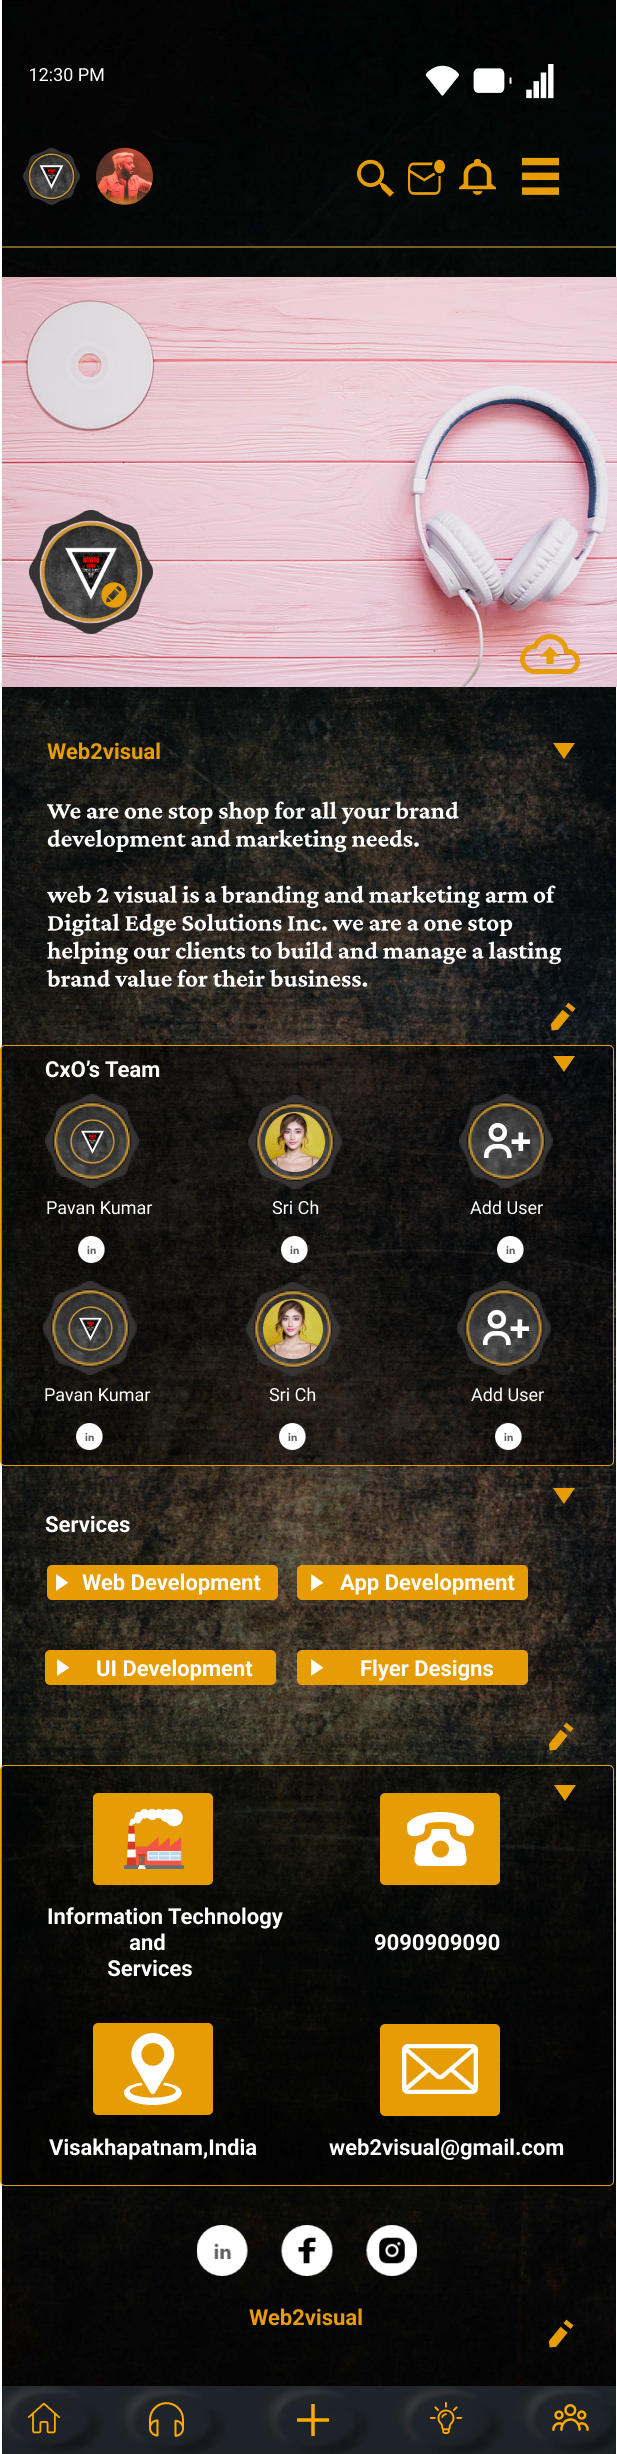 12:30 PM
Web2visual
We are one stop shop for all your brand
development and marketing needs.
web 2 visual is a branding and marketing arm of
Digital Edge Solutions Inc. we are a one stop
helping our clients to build and manage a lasting
brand value for their business.
CxO's Team
Pavan Kumar
Sri Ch
Add User
in
in
in
Pavan Kumar
Sri Ch
Add User
in
in
in
Services
Web Development
App Development
UI Development
Flyer Designs
Information Technology
and
Services
9090909090
Visakhapatnam,India
web2visual@gmail.com
in
f
Web2visual